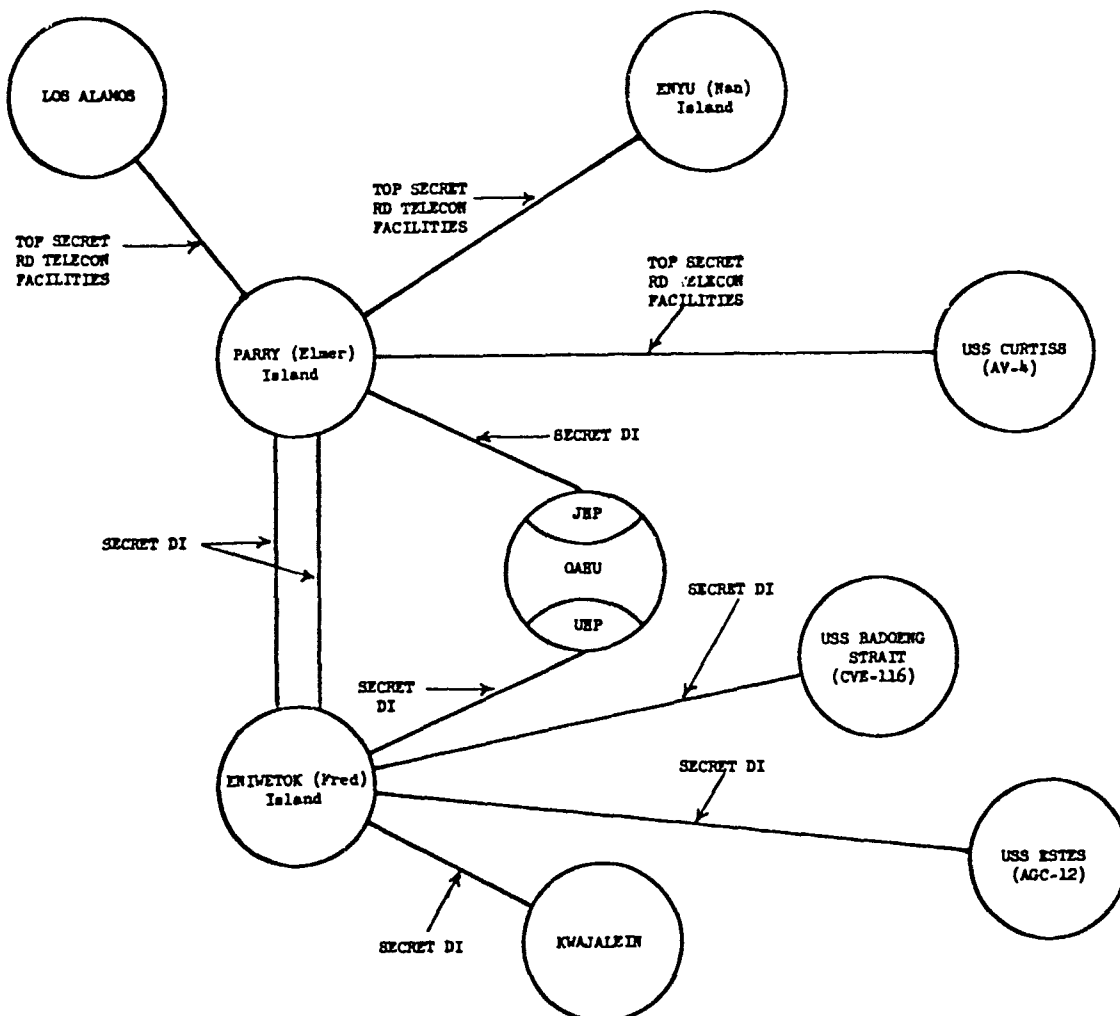 LOS ALAMOS
ENYU (Nan)
Island
TOP SECRET
RD TELECON
FACILITIES
TOP SECRET
RD TELECON
FACILITIES
TOP SECRET
RD TELECON
FACILITIES
PARRY (Elmer)
Island
USS CURTISS
(AV-4)
SECRET DI
JHP
OAHU
UHP
SECRET DI
SECRET DI
USS BADOENG
STRAIT
(CVE-116)
SECRET
DI
ENIWETOK (Fred)
Island
SECRET DI
USS ESTES
(AGC-12)
SECRET DI
KWAJALEIN